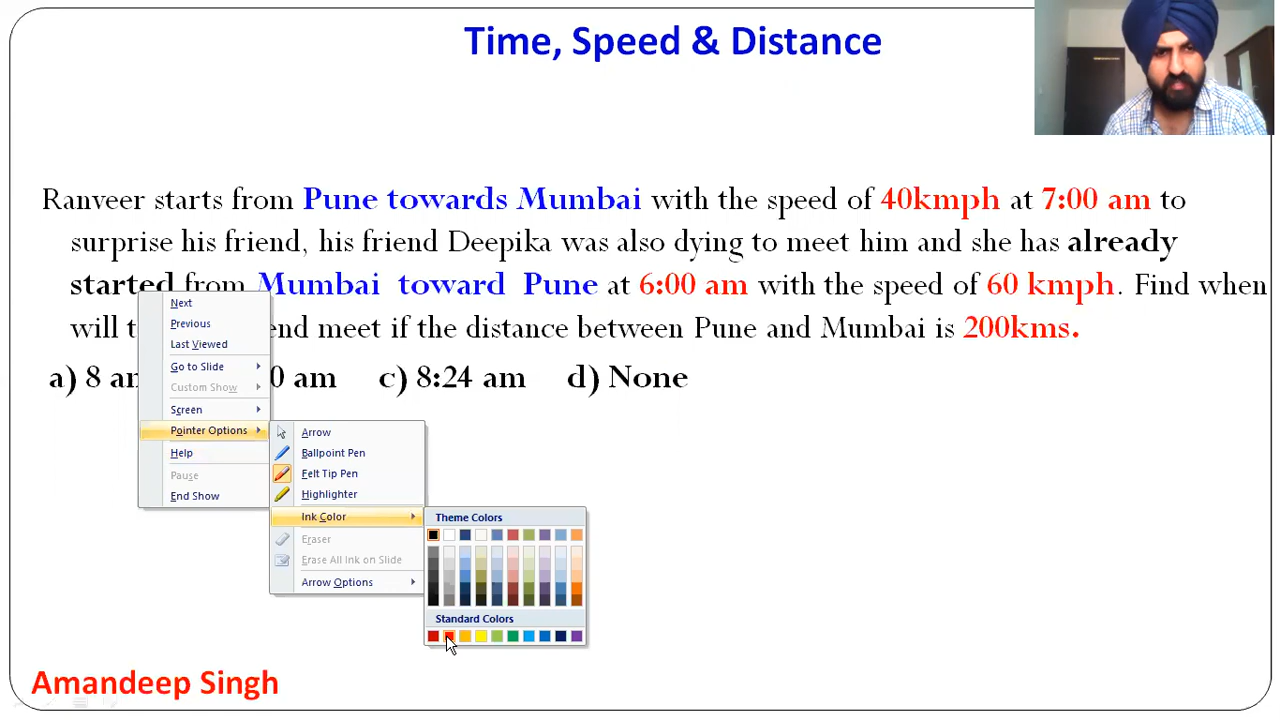 Time, Speed & Distance
Ranveer starts from Pune towards Mumbai with the speed of 40kmph at 7:00 am to
surprise his friend, his friend Deepika was also dying to meet him and she has already
started from Mumbai toward Pune at 6:00 am with the speed of 60 kmph. Find when
will end meet if the distance between Pune and Mumbai is 200kms.
a) 8 0 am c) 8:24 am d) None
Next
Previous
Last Viewed
Go to Slide
Custom Show
Screen
Pointer Options
Help
Pause
End Show
Arrow
Ballpoint Pen
Felt Tip Pen
Highlighter
Ink Color
Eraser
Erase All Ink on Slide
Arrow Options
Theme Colors
Standard Colors
Amandeep Singh